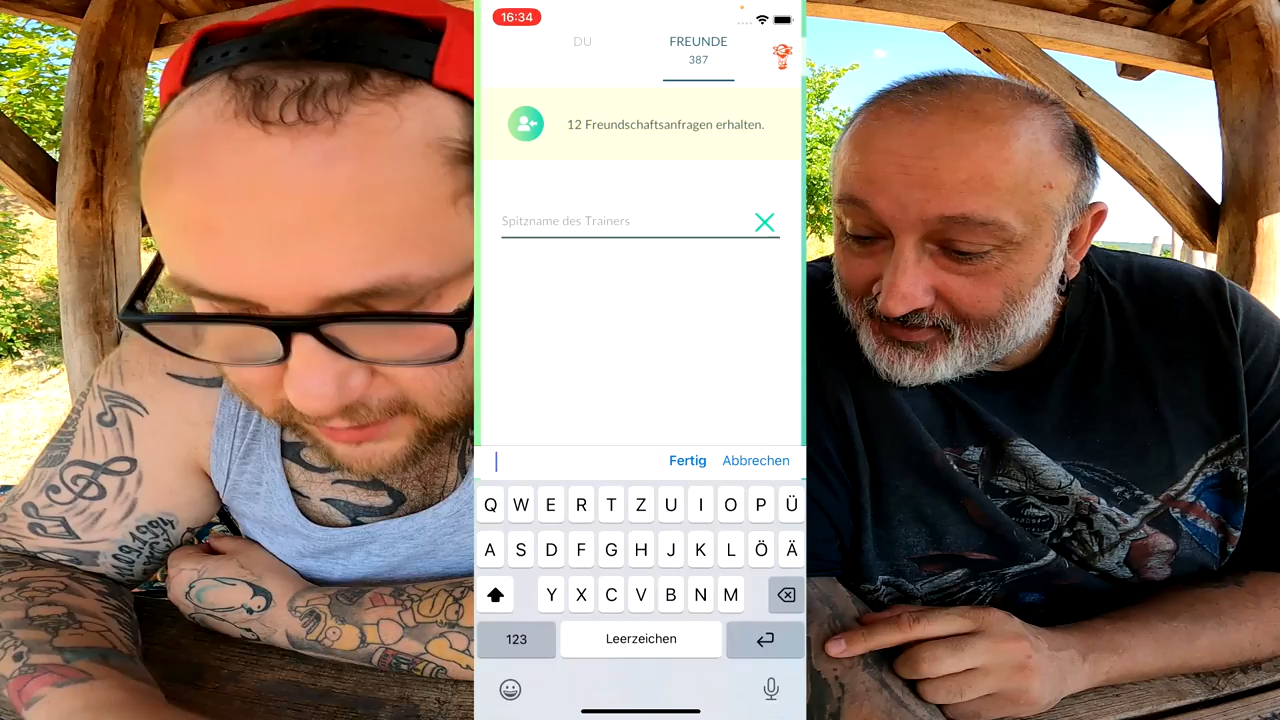 16:34
DU
FREUNDE
387
12 Freundschaftsanfragen erhalten.
Spitzname des Trainers
Fertig
Abbrechen
Q W E R T Z U I O P Ü
A S D F G H J K L Ö Ä
Y X C V B N M
123
Leerzeichen